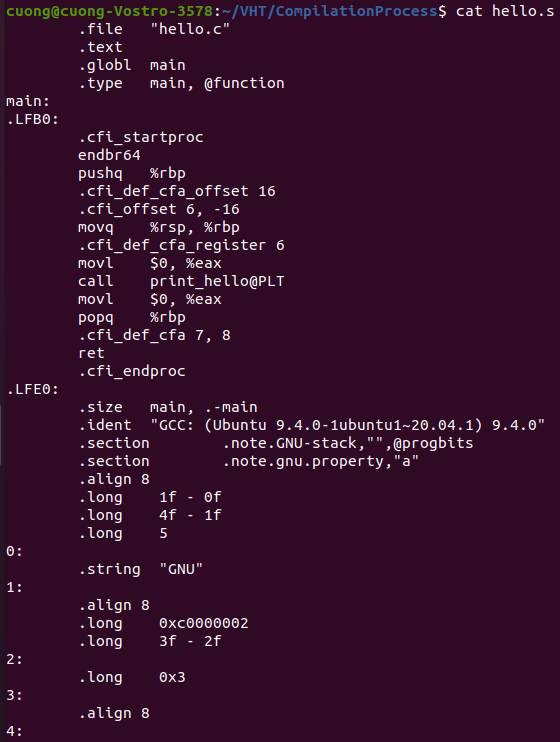 cuong@cuong-Vostro-3578:~/VHT/CompilationProcess$ cat hello.s
.file "hello.c"
.text
.globl main
.type main, @function
main:
.LFB0:
.cfi_startproc
endbr64
pushq %rbp
.cfi_def_cfa_offset 16
.cfi_offset 6, -16
movq %rsp, %rbp
.cfi_def_cfa_register 6
movl $0, %eax
call print_hello@PLT
movl $0, %eax
popq %rbp
.cfi_def_cfa 7, 8
ret
.cfi_endproc
.LFE0:
.size main, .-main
.ident "GCC: (Ubuntu 9.4.0-1ubuntu1~20.04.1) 9.4.0"
.section .note.GNU-stack,"",@progbits
.section .note.gnu.property,"a"
.align 8
.long 1f - 0f
.long 4f - 1f
.long 5
0:
.string "GNU"
1:
.align 8
.long 0xc0000002
.long 3f - 2f
2:
.long 0x3
3:
.align 8
4: